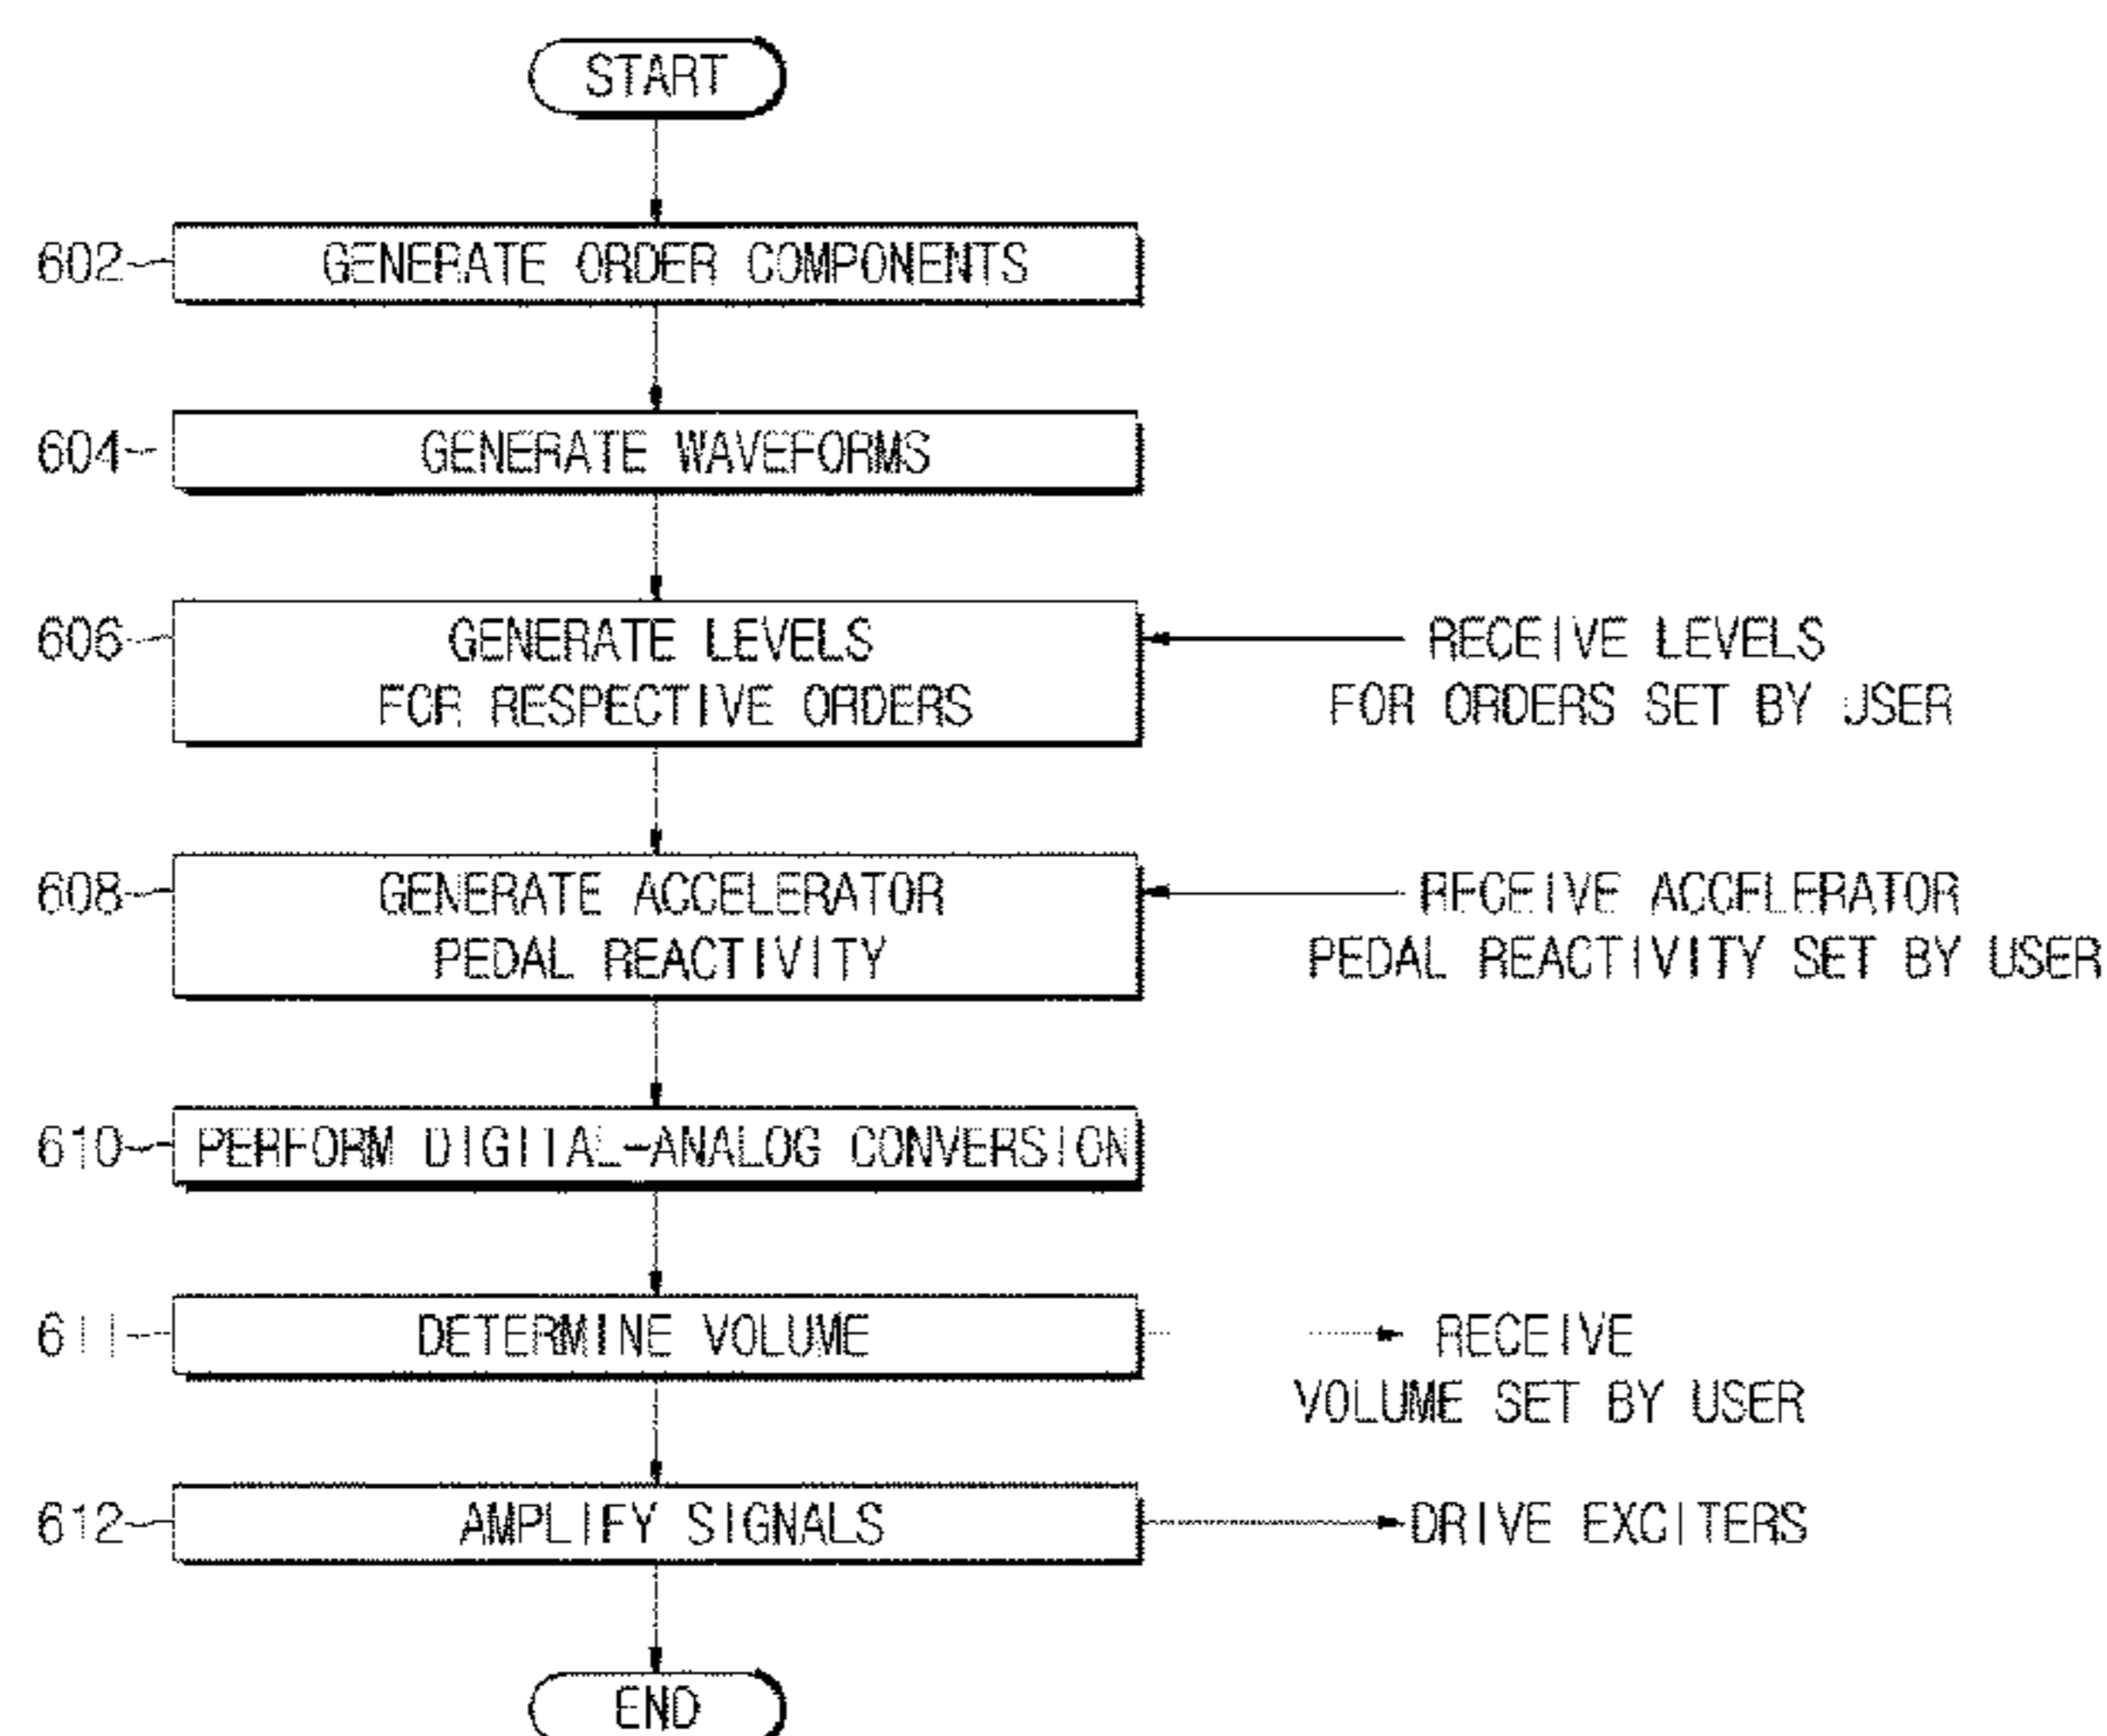 START
602
GENERATE ORDER COMPONENTS
604
GENERATE WAVEFORMS
606
GENERATE LEVELS
FOR RESPECTIVE ORDERS
RECEIVE LEVELS
FOR ORDERS SET BY USER
608
GENERATE ACCELERATOR
PEDAL REACTIVITY
RECEIVE ACCELERATOR
PEDAL REACTIVITY SET BY USER
610
PERFORM DIGITAL-ANALOG CONVERSION
611
DETERMINE VOLUME
RECEIVE
VOLUME SET BY USER
612
AMPLIFY SIGNALS
DRIVE EXCITERS
END